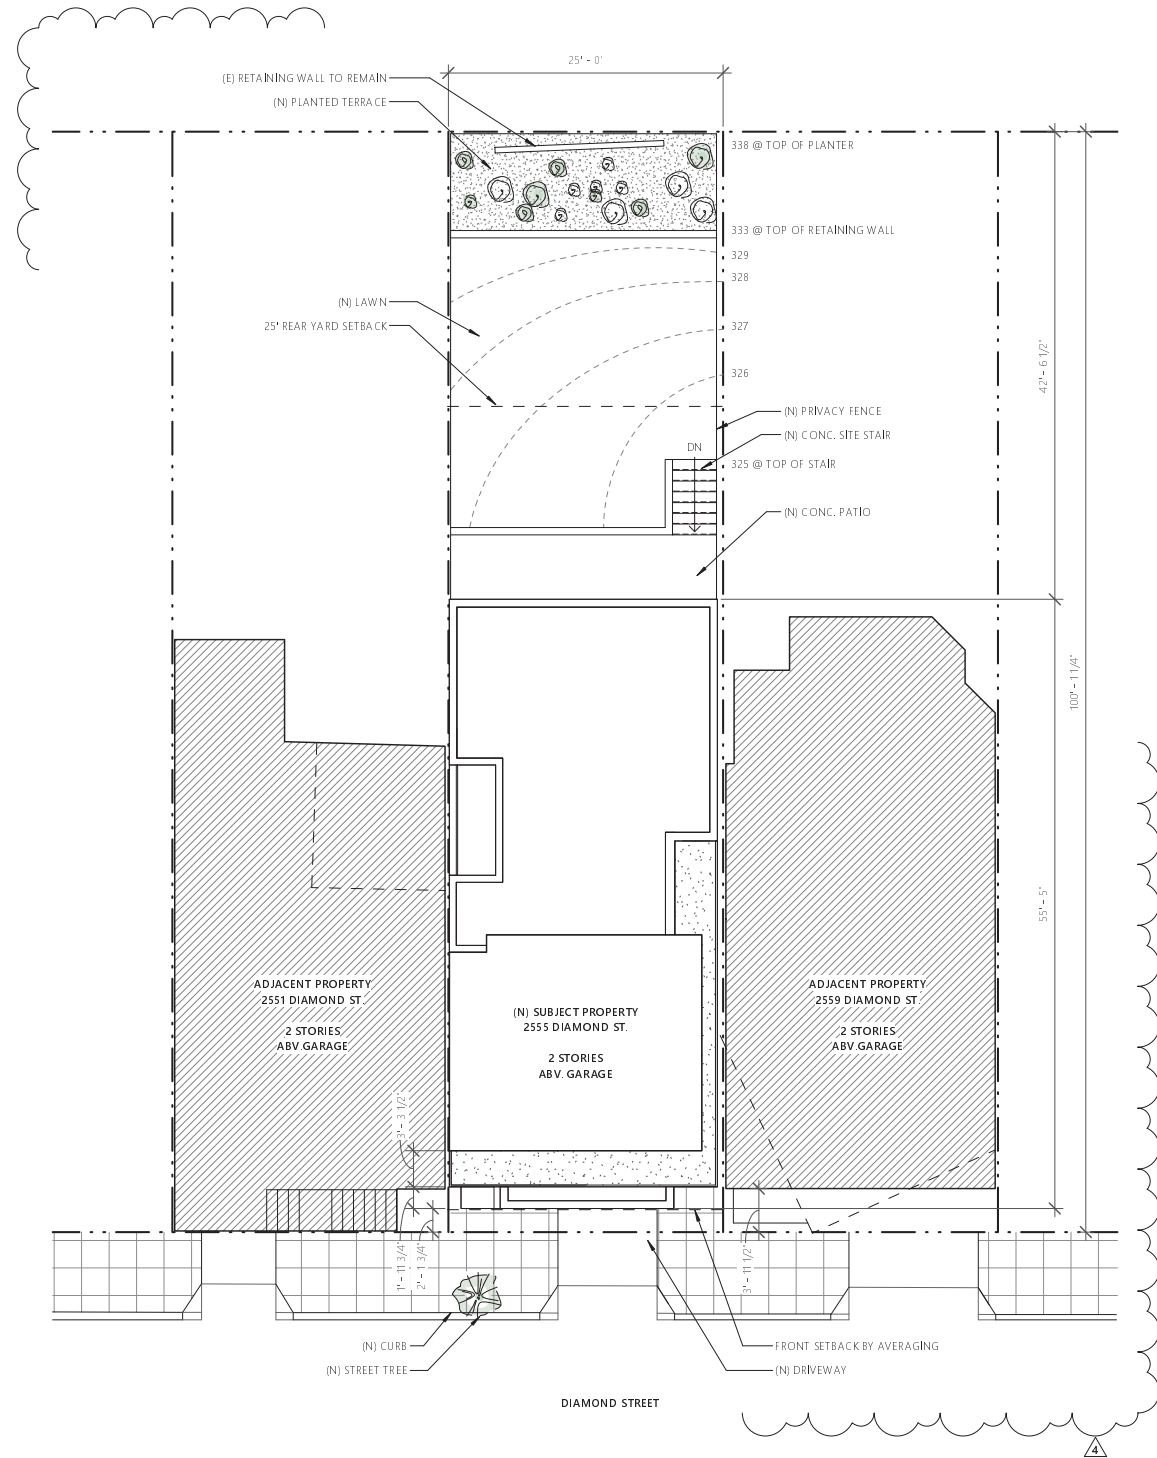 25' - 0"
(E) RETAINING WALL TO REMAIN
(N) PLANTED TERRACE
338 @ TOP OF PLANTER
333 @ TOP OF RETAINING WALL
329
328
(N) LAWN
25' REAR YARD SETBACK
327
42' - 6 1/2"
326
(N) PRIVACY FENCE
(N) CONC. SITE STAIR
DN
325 @ TOP OF STAIR
(N) CONC. PATIO
100' - 1 1/4"
55' - 5"
ADJACENT PROPERTY
2551 DIAMOND ST.
2 STORIES
ABV.GARAGE
(N) SUBJECT PROPERTY
2555 DIAMOND ST.
2 STORIES
ABV. GARAGE
ADJACENT PROPERTY
2559 DIAMOND ST.
2 STORIES
ABV.GARAGE
3' - 3 1/2"
1' - 11 3/4"
2' - 1 3/4"
3' - 11 1/2"
(N) CURB
(N) STREET TREE
FRONT SETBACK BY AVERAGING
(N) DRIVEWAY
DIAMOND STREET
4